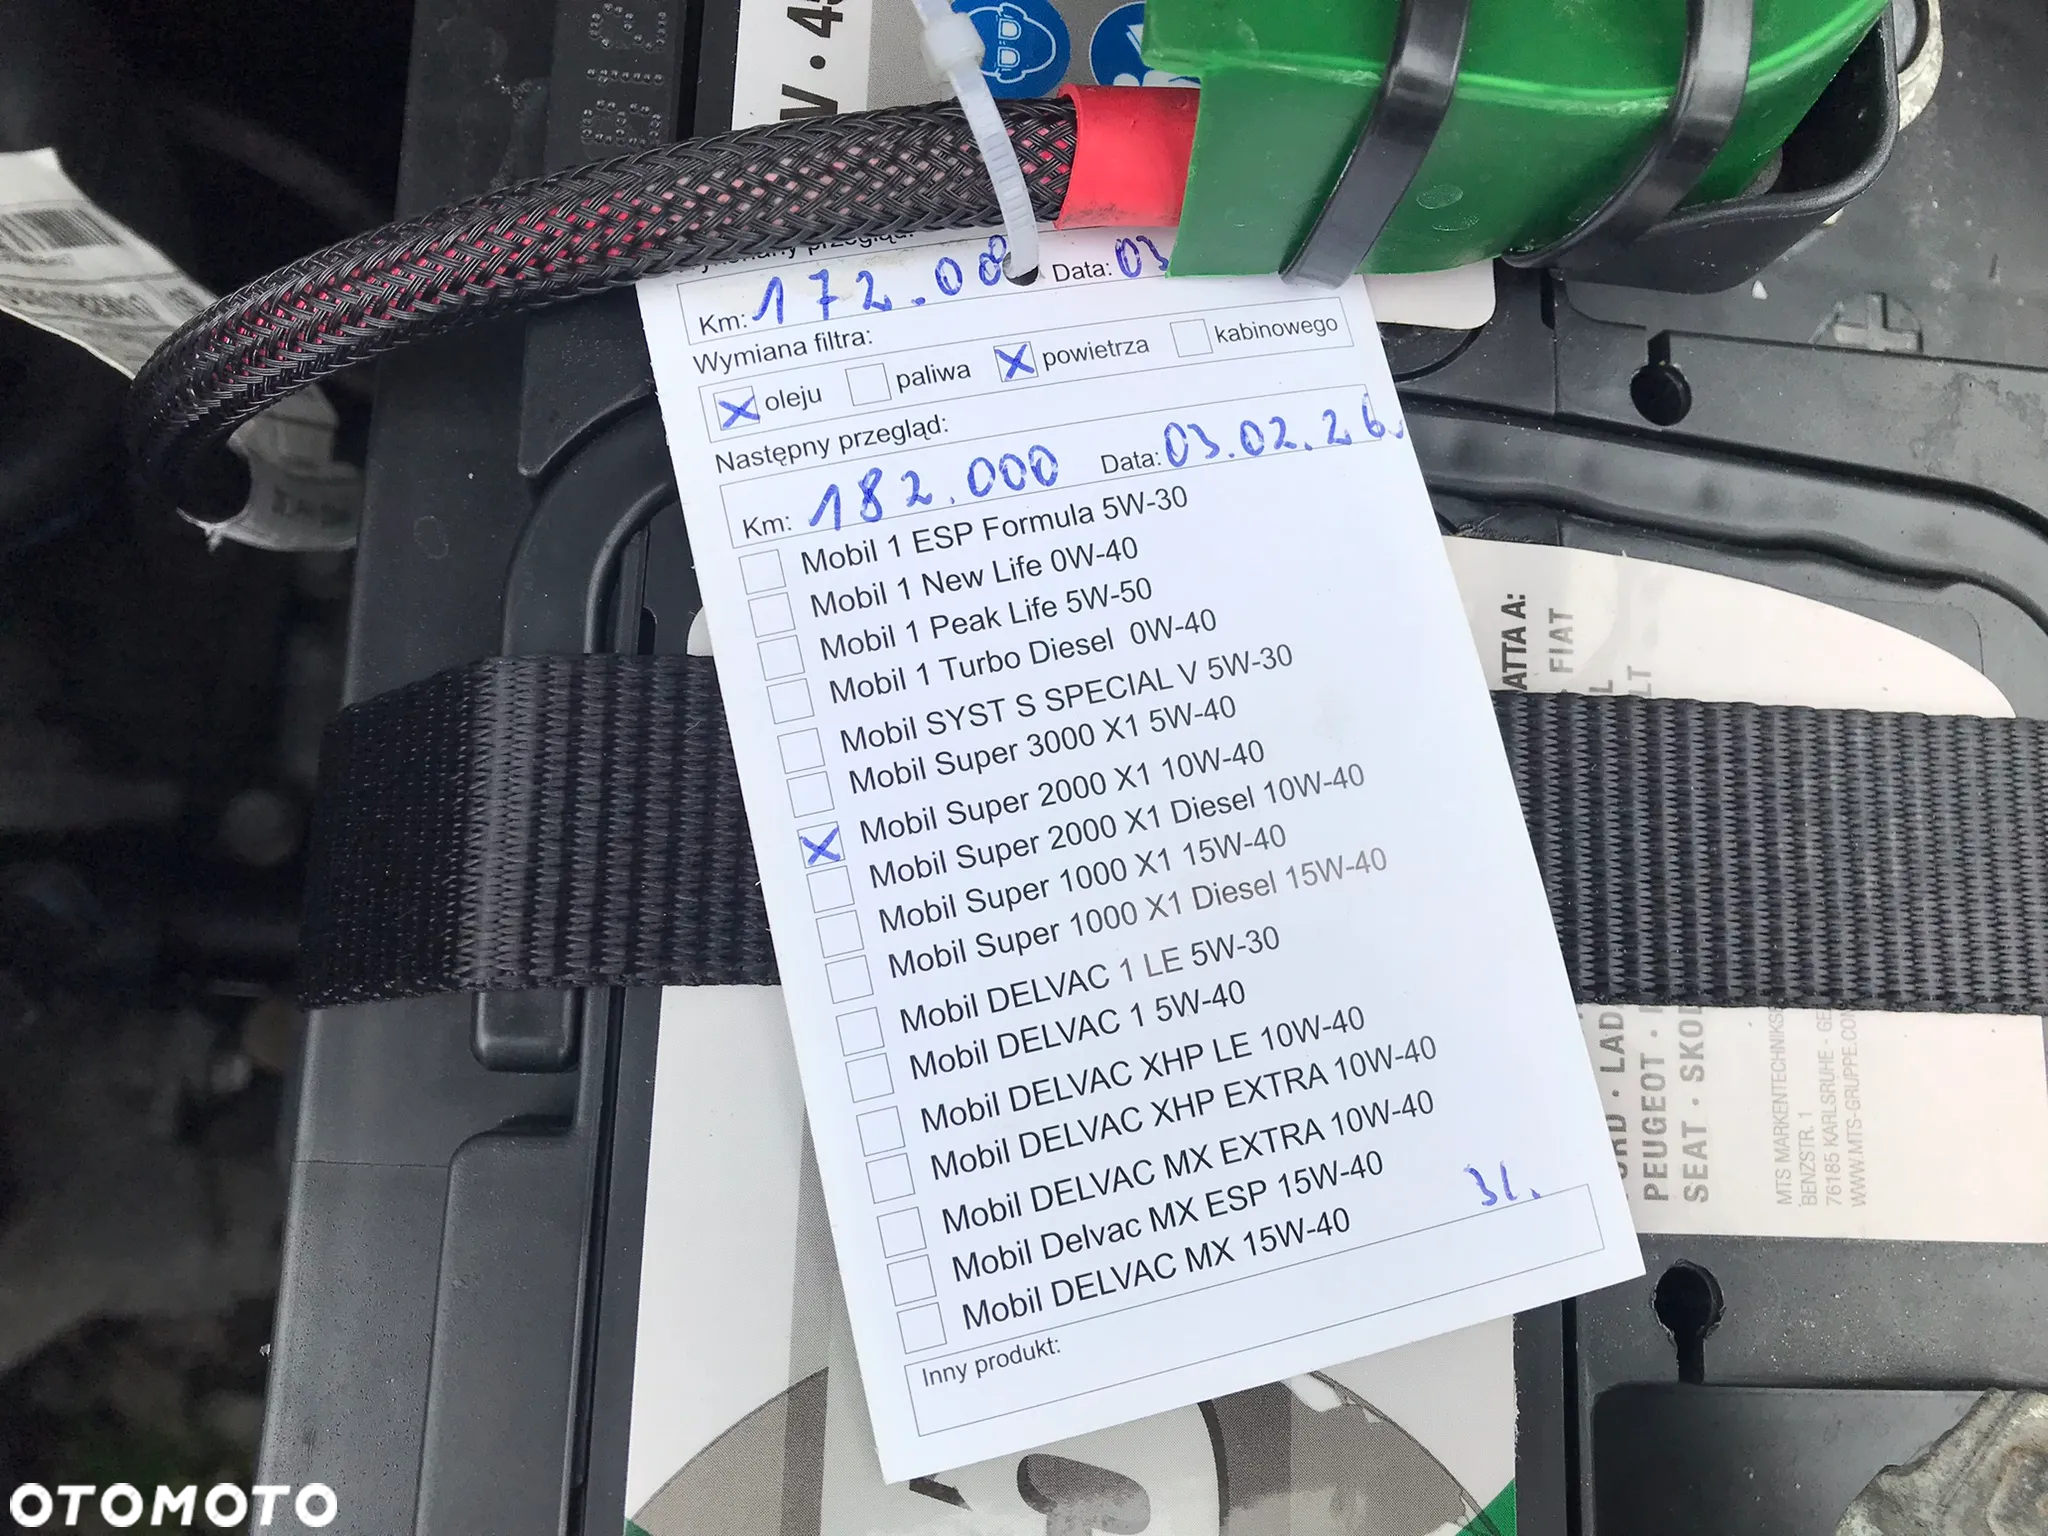 V · 45
Km: 172.00 Data: 03
Wymiana filtra:
oleju paliwa powietrza kabinowego
Następny przegląd:
Km: 182.000 Data: 03.02.26.
Mobil 1 ESP Formula 5W-30
Mobil 1 New Life 0W-40
Mobil 1 Peak Life 5W-50
Mobil 1 Turbo Diesel 0W-40
Mobil SYST S SPECIAL V 5W-30
Mobil Super 3000 X1 5W-40
Mobil Super 2000 X1 10W-40
Mobil Super 2000 X1 Diesel 10W-40
Mobil Super 1000 X1 15W-40
Mobil Super 1000 X1 Diesel 15W-40
Mobil DELVAC 1 LE 5W-30
Mobil DELVAC 1 5W-40
Mobil DELVAC XHP LE 10W-40
Mobil DELVAC XHP EXTRA 10W-40
Mobil DELVAC MX EXTRA 10W-40
Mobil Delvac MX ESP 15W-40
Mobil DELVAC MX 15W-40
3l.
Inny produkt:
ATTA A:
FIAT
LAD
PEUGEOT ·
SEAT · SKOD
MTS MARKENTECHNIKS
BENZSTR. 1
76185 KARLSRUHE - GE
WWW.MTS-GRUPPE.COM
OTOMOTO